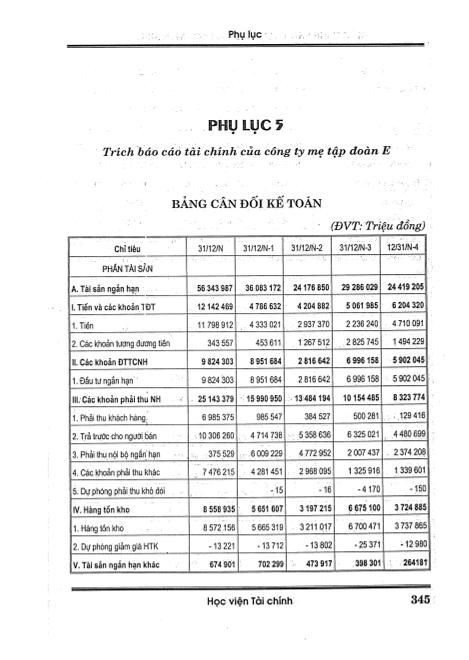 Phụ lục
PHỤ LỤC 5
Trích báo cáo tài chính của công ty mẹ tập đoàn E
BẢNG CÂN ĐỐI KẾ TOÁN
(ĐVT: Triệu đồng)
Chỉ tiêu 31/12/N 31/12/N-1 31/12/N-2 31/12/N-3 12/31/N-4
PHẦN TÀI SẢN
A. Tài sản ngắn hạn 56 343 987 36 083 172 24 176 850 29 286 029 24 419 205
I. Tiền và các khoản TĐT 12 142 469 4 786 632 4 204 882 5 061 985 6 204 320
1. Tiền 11 798 912 4 333 021 2 937 370 2 236 240 4 710 091
2. Các khoản tương đương tiền 343 557 453 611 1 267 512 2 825 745 1 494 229
II. Các khoản ĐTTCNH 9 824 303 8 951 684 2 816 642 6 996 158 5 902 045
1. Đầu tư ngắn hạn 9 824 303 8 951 684 2 816 642 6 996 158 5 902 045
III. Các khoản phải thu NH 25 143 379 15 990 950 13 484 194 10 154 485 8 323 774
1. Phải thu khách hàng 6 985 375 985 547 384 527 500 281 129 416
2. Trả trước cho người bán 10 306 260 4 714 738 5 358 636 6 325 021 4 480 699
3. Phải thu nội bộ ngắn hạn 375 529 6 009 229 4 772 952 2 007 437 2 374 208
4. Các khoản phải thu khác 7 476 215 4 281 451 2 968 095 1 325 916 1 339 601
5. Dự phòng phải thu khó đòi - 15 - 16 - 4 170 - 150
IV. Hàng tồn kho 8 558 935 5 651 607 3 197 215 6 675 100 3 724 885
1. Hàng tồn kho 8 572 156 5 665 319 3 211 017 6 700 471 3 737 865
2. Dự phòng giảm giá HTK - 13 221 - 13 712 - 13 802 - 25 371 - 12 980
V. Tài sản ngắn hạn khác 674 901 702 299 473 917 398 301 264181
Học viện Tài chính 345